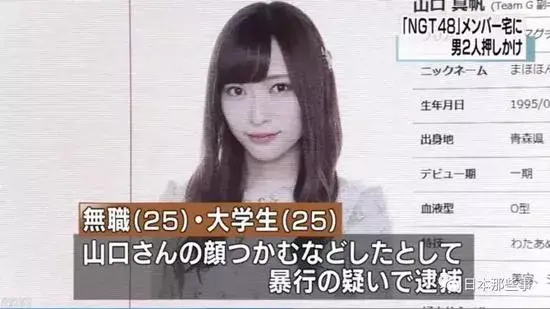 山口 真帆 (Team G 副
「NGT48」メンバー宅に
男2人押しかけ
ニックネーム まほほん
生年月日 1995/0
出身地 青森県
デビュー期 一期
血液型 O型
わたあめ
無職(25)・大学生(25)
山口さんの顔つかむなどしたとして
暴行の疑いで逮捕
日本那些事